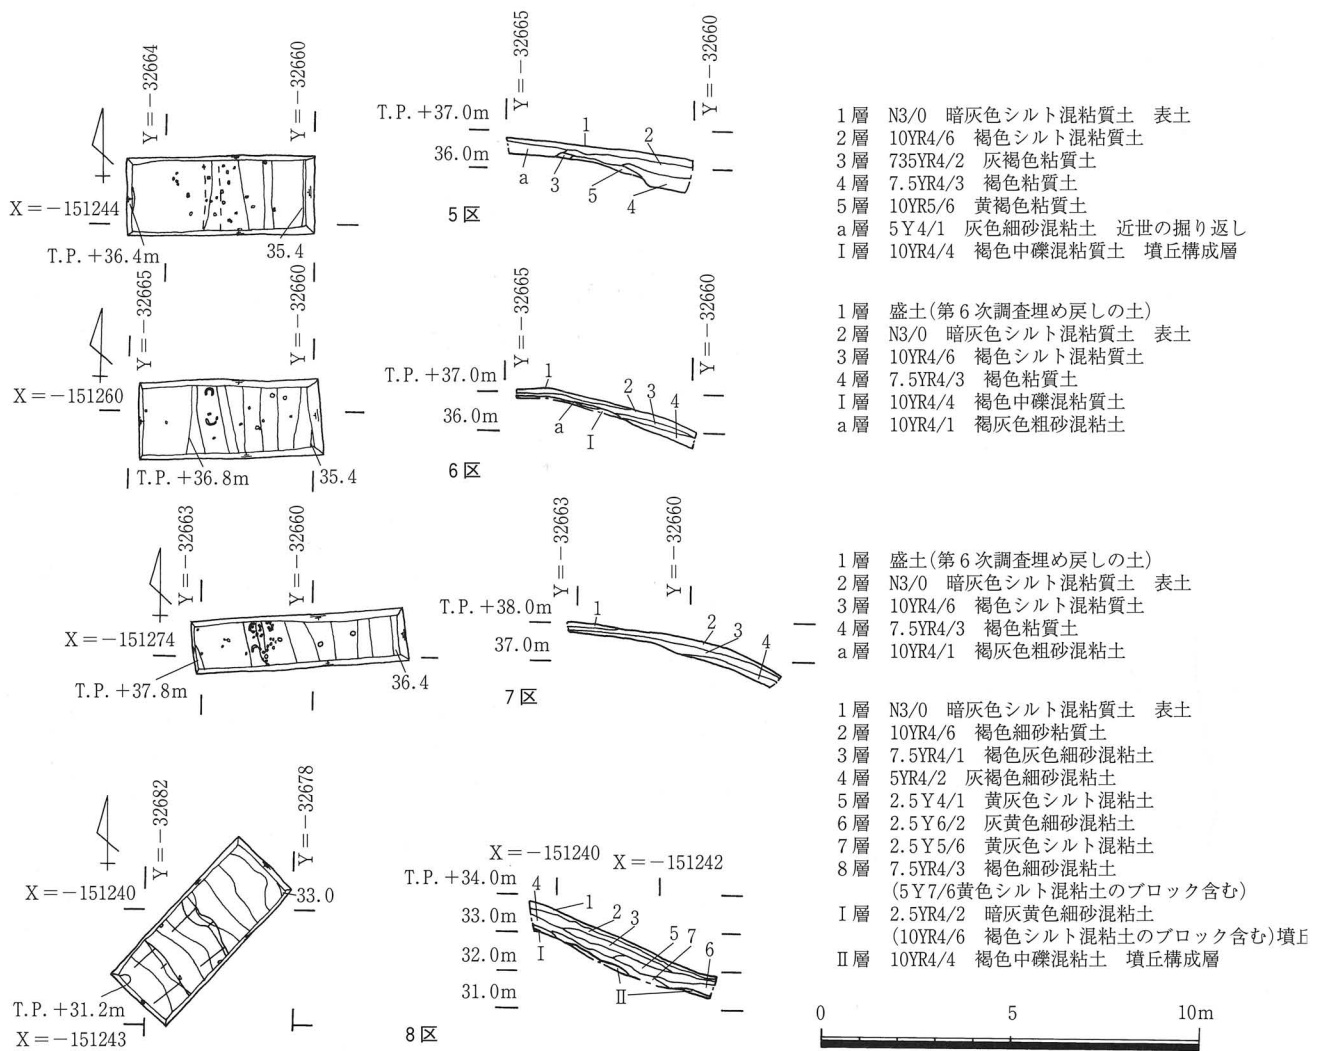 Y=-32664
Y=-32660
X=-151244
T.P. +36.4m
35.4
Y=-32665
Y=-32660
T.P. +37.0m
36.0m
1
2
a
3
5
4
5区
1層 N3/0 暗灰色シルト混粘質土 表土
2層 10YR4/6 褐色シルト混粘質土
3層 735YR4/2 灰褐色粘質土
4層 7.5YR4/3 褐色粘質土
5層 10YR5/6 黄褐色粘質土
a層 5Y4/1 灰色細砂混粘土 近世の掘り返し
I層 10YR4/4 褐色中礫混粘質土 墳丘構成層
Y=-32665
Y=-32660
X=-151260
T.P. +36.8m
35.4
Y=-32665
Y=-32660
T.P. +37.0m
36.0m
1
2
3
4
a
I
6区
1層 盛土(第6次調査埋め戻しの土)
2層 N3/0 暗灰色シルト混粘質土 表土
3層 10YR4/6 褐色シルト混粘質土
4層 7.5YR4/3 褐色粘質土
I層 10YR4/4 褐色中礫混粘質土
a層 10YR4/1 褐灰色粗砂混粘土
Y=-32663
Y=-32660
X=-151274
T.P. +37.8m
36.4
Y=-32663
Y=-32660
T.P. +38.0m
37.0m
1
2
3
4
7区
1層 盛土(第6次調査埋め戻しの土)
2層 N3/0 暗灰色シルト混粘質土 表土
3層 10YR4/6 褐色シルト混粘質土
4層 7.5YR4/3 褐色粘質土
a層 10YR4/1 褐灰色粗砂混粘土
Y=-32682
Y=-32678
X=-151240
33.0
T.P. +31.2m
X=-151243
X=-151240
X=-151242
T.P. +34.0m
33.0m
32.0m
31.0m
4
1
2
3
5
7
6
I
II
8区
1層 N3/0 暗灰色シルト混粘質土 表土
2層 10YR4/6 褐色細砂粘質土
3層 7.5YR4/1 褐色灰色細砂混粘土
4層 5YR4/2 灰褐色細砂混粘土
5層 2.5Y4/1 黄灰色シルト混粘土
6層 2.5Y6/2 灰黄色細砂混粘土
7層 2.5Y5/6 黄灰色シルト混粘土
8層 7.5YR4/3 褐色細砂混粘土
(5Y7/6黄色シルト混粘土のブロック含む)
I層 2.5YR4/2 暗灰黄色細砂混粘土
(10YR4/6 褐色シルト混粘土のブロック含む)墳丘
II層 10YR4/4 褐色中礫混粘土 墳丘構成層
0
5
10m